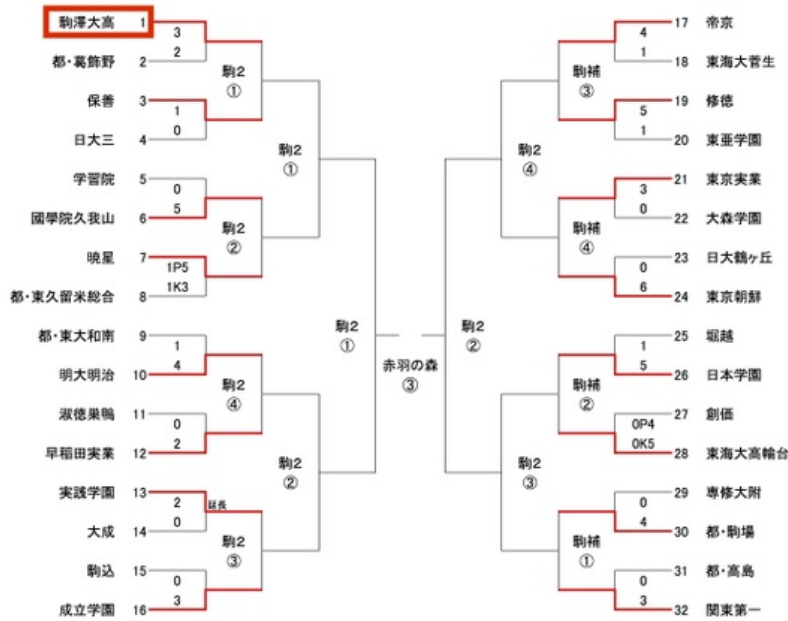 駒澤大高 1
3
2
都・葛飾野 2
駒2
①
保善 3
1
0
日大三 4
駒2
①
学習院 5
0
5
國學院久我山 6
駒2
②
暁星 7
1P5
1K3
都・東久留米総合 8
駒2
①
都・東大和南 9
1
4
明大明治 10
駒2
④
淑徳巣鴨 11
0
2
早稲田実業 12
駒2
②
実践学園 13
2
延長
0
大成 14
駒2
③
駒込 15
0
3
成立学園 16
赤羽の森
③
17 帝京
4
1
18 東海大菅生
駒補
③
19 修徳
5
1
20 東亜学園
駒2
④
21 東京実業
3
0
22 大森学園
駒補
④
23 日大鶴ヶ丘
0
6
24 東京朝鮮
駒2
②
25 堀越
1
5
26 日本学園
駒補
②
27 創価
0P4
0K5
28 東海大高輪台
駒2
③
29 専修大附
0
4
30 都・駒場
駒補
①
31 都・高島
0
3
32 関東第一